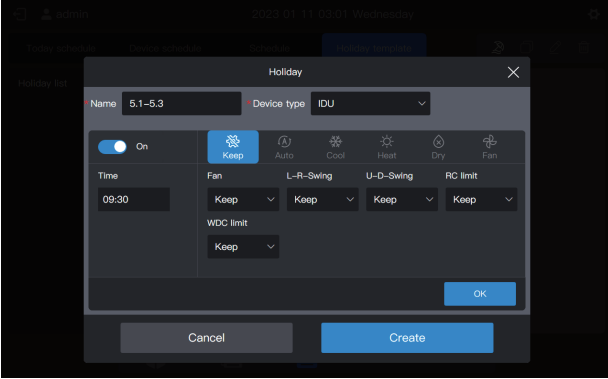 admin 2023-01-11 03:01 Wednesday
Today schedule Device schedule Schedule Holiday template
Holiday list
Holiday
*Name 5.1–5.3 *Device type IDU
On
Keep Auto Cool Heat Dry Fan
Time Fan L–R–Swing U–D–Swing RC limit
09:30 Keep Keep Keep Keep
WDC limit
Keep
OK
Cancel Create